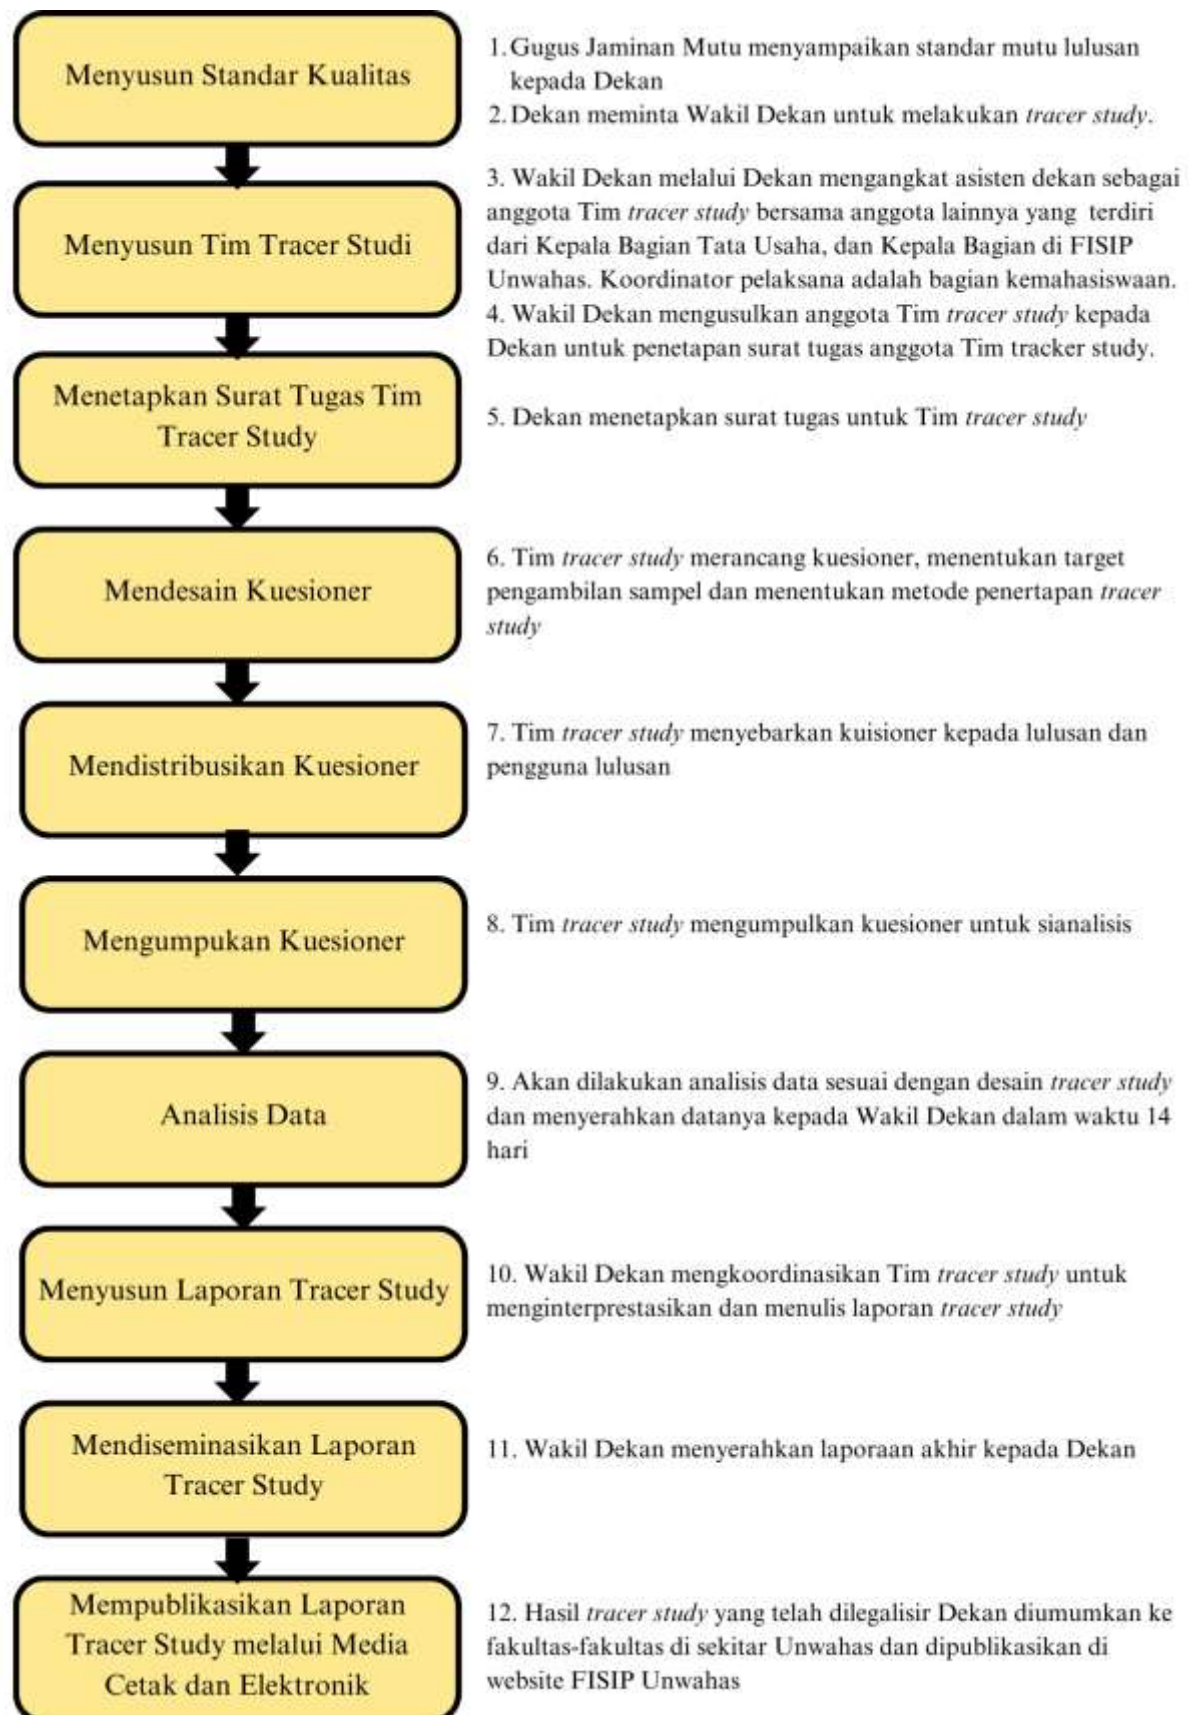 Menyusun Standar Kualitas
1. Gugus Jaminan Mutu menyampaikan standar mutu lulusan
kepada Dekan
2. Dekan meminta Wakil Dekan untuk melakukan tracer study.
Menyusun Tim Tracer Studi
3. Wakil Dekan melalui Dekan mengangkat asisten dekan sebagai
anggota Tim tracer study bersama anggota lainnya yang terdiri
dari Kepala Bagian Tata Usaha, dan Kepala Bagian di FISIP
Unwahas. Koordinator pelaksana adalah bagian kemahasiswaan.
4. Wakil Dekan mengusulkan anggota Tim tracer study kepada
Dekan untuk penetapan surat tugas anggota Tim tracker study.
Menetapkan Surat Tugas Tim
Tracer Study
5. Dekan menetapkan surat tugas untuk Tim tracer study
Mendesain Kuesioner
6. Tim tracer study merancang kuesioner, menentukan target
pengambilan sampel dan menentukan metode penertapan tracer
study
Mendistribusikan Kuesioner
7. Tim tracer study menyebarkan kuisioner kepada lulusan dan
pengguna lulusan
Mengumpukan Kuesioner
8. Tim tracer study mengumpulkan kuesioner untuk sianalisis
Analisis Data
9. Akan dilakukan analisis data sesuai dengan desain tracer study
dan menyerahkan datanya kepada Wakil Dekan dalam waktu 14
hari
Menyusun Laporan Tracer Study
10. Wakil Dekan mengkoordinasikan Tim tracer study untuk
menginterprestasikan dan menulis laporan tracer study
Mendiseminasikan Laporan
Tracer Study
11. Wakil Dekan menyerahkan laporaan akhir kepada Dekan
Mempublikasikan Laporan
Tracer Study melalui Media
Cetak dan Elektronik
12. Hasil tracer study yang telah dilegalisir Dekan diumumkan ke
fakultas-fakultas di sekitar Unwahas dan dipublikasikan di
website FISIP Unwahas